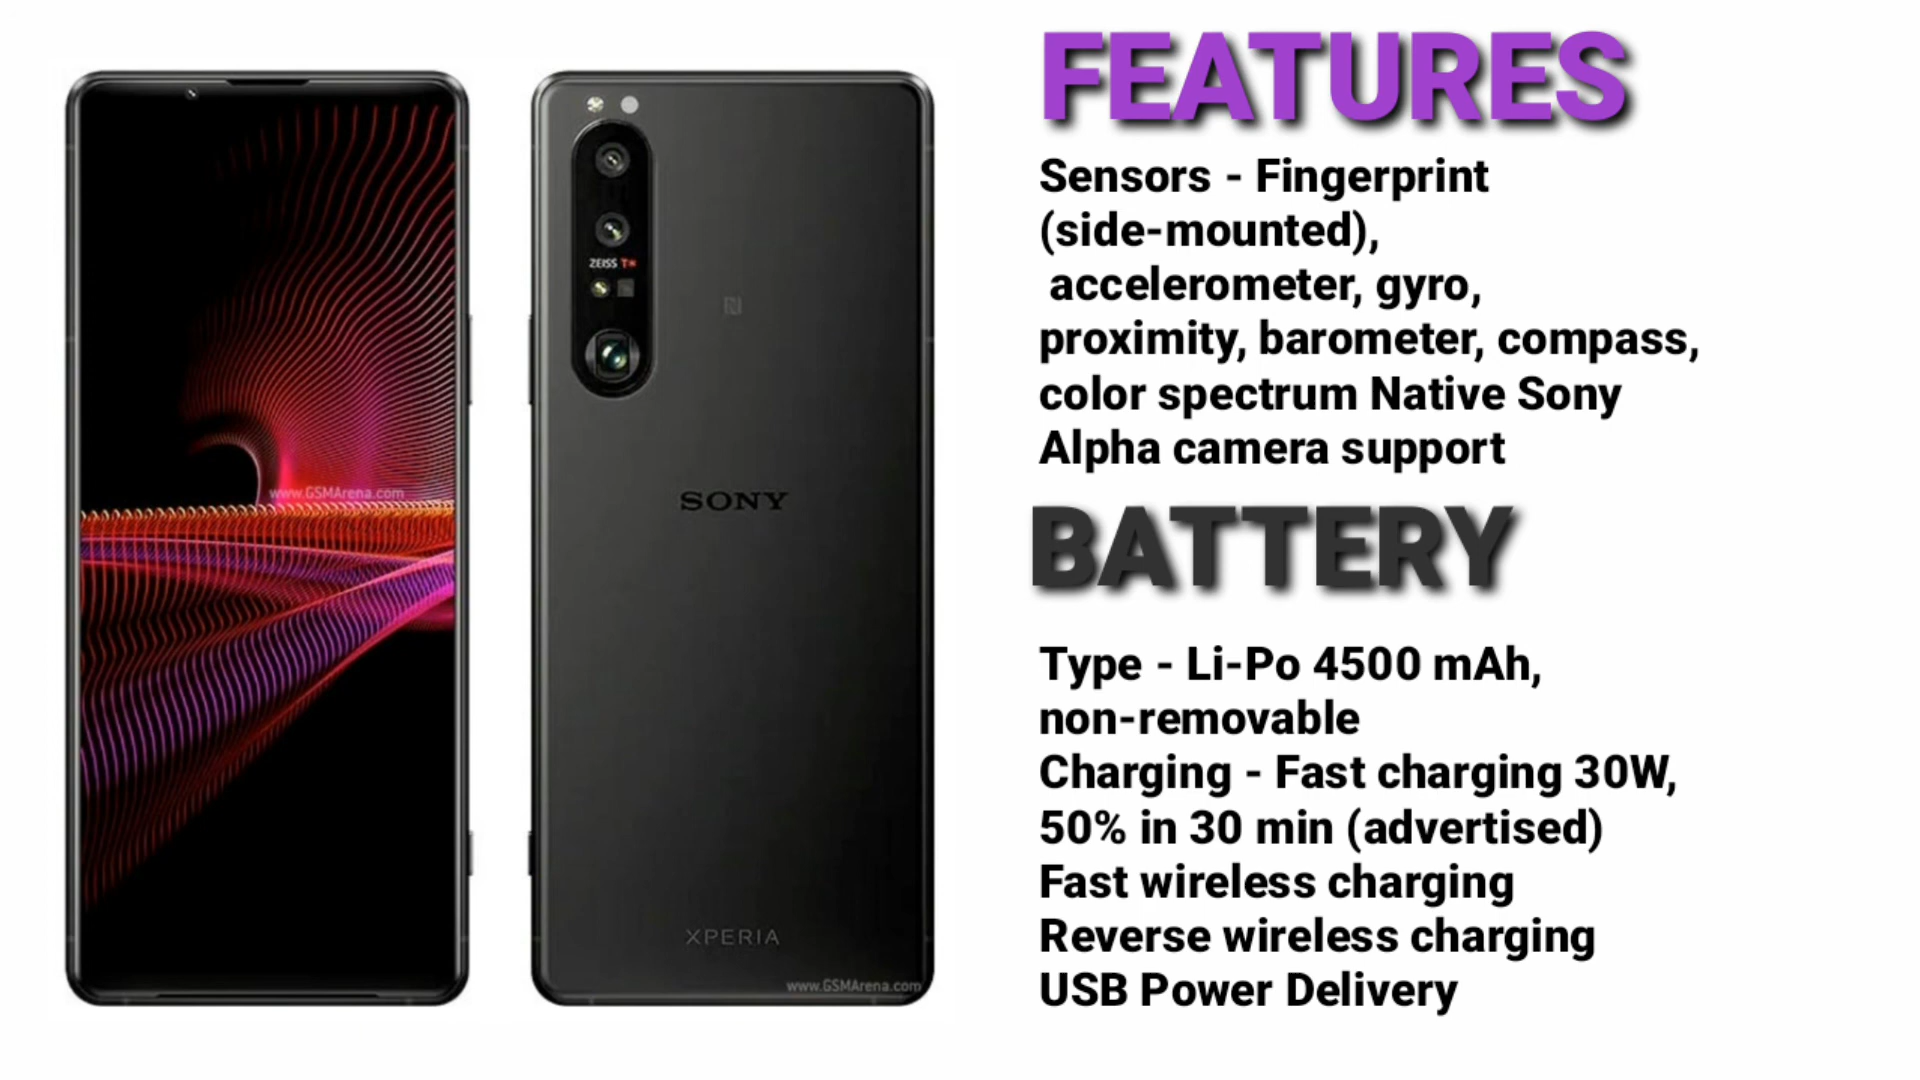 FEATURES
Sensors - Fingerprint
(side-mounted),
accelerometer, gyro,
proximity, barometer, compass,
color spectrum Native Sony
Alpha camera support
BATTERY
Type - Li-Po 4500 mAh,
non-removable
Charging - Fast charging 30W,
50% in 30 min (advertised)
Fast wireless charging
Reverse wireless charging
USB Power Delivery
www.GSMArena.com
ZEISS T*
SONY
XPERIA
www.GSMArena.com